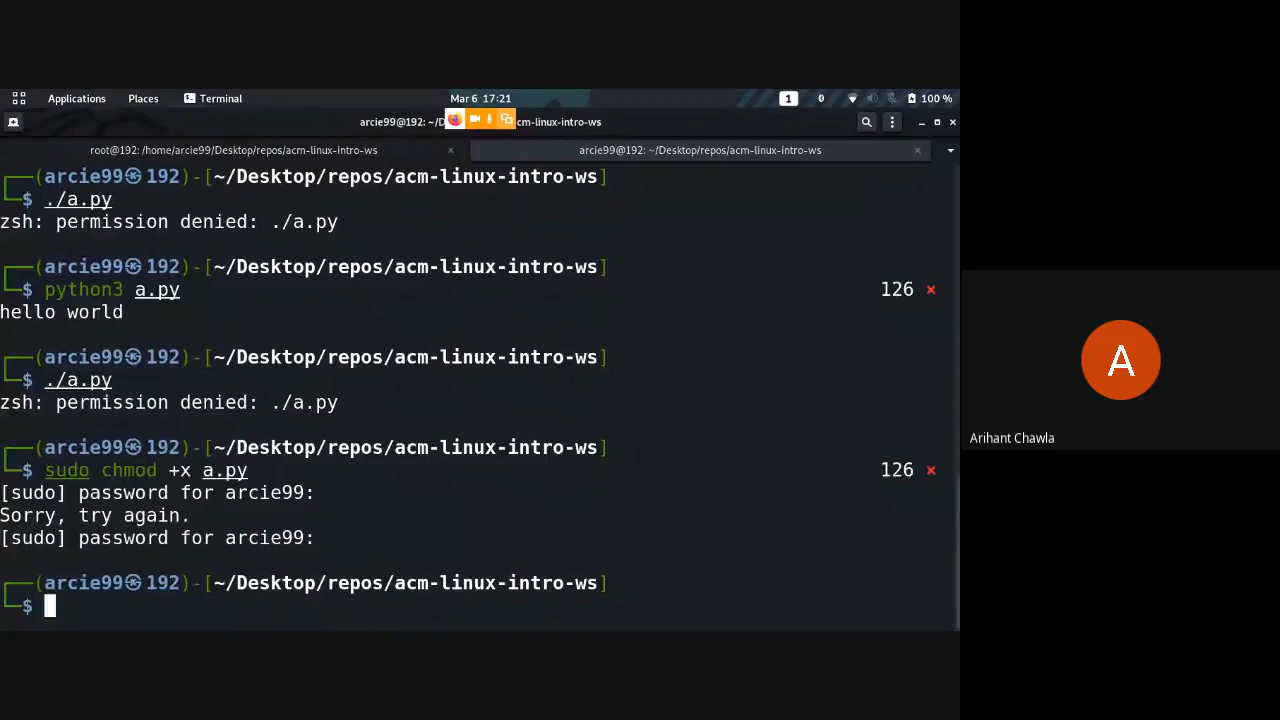 Applications Places Terminal Mar 6 17:21 1 100 %
arcie99@192: ~/D cm-linux-intro-ws
root@192: /home/arcie99/Desktop/repos/acm-linux-intro-ws arcie99@192: ~/Desktop/repos/acm-linux-intro-ws
(arcie99㉿192)-[~/Desktop/repos/acm-linux-intro-ws]
$ ./a.py
zsh: permission denied: ./a.py
(arcie99㉿192)-[~/Desktop/repos/acm-linux-intro-ws]
$ python3 a.py 126 ×
hello world
(arcie99㉿192)-[~/Desktop/repos/acm-linux-intro-ws]
$ ./a.py
zsh: permission denied: ./a.py
(arcie99㉿192)-[~/Desktop/repos/acm-linux-intro-ws]
$ sudo chmod +x a.py 126 ×
[sudo] password for arcie99:
Sorry, try again.
[sudo] password for arcie99:
(arcie99㉿192)-[~/Desktop/repos/acm-linux-intro-ws]
$
A
Arihant Chawla